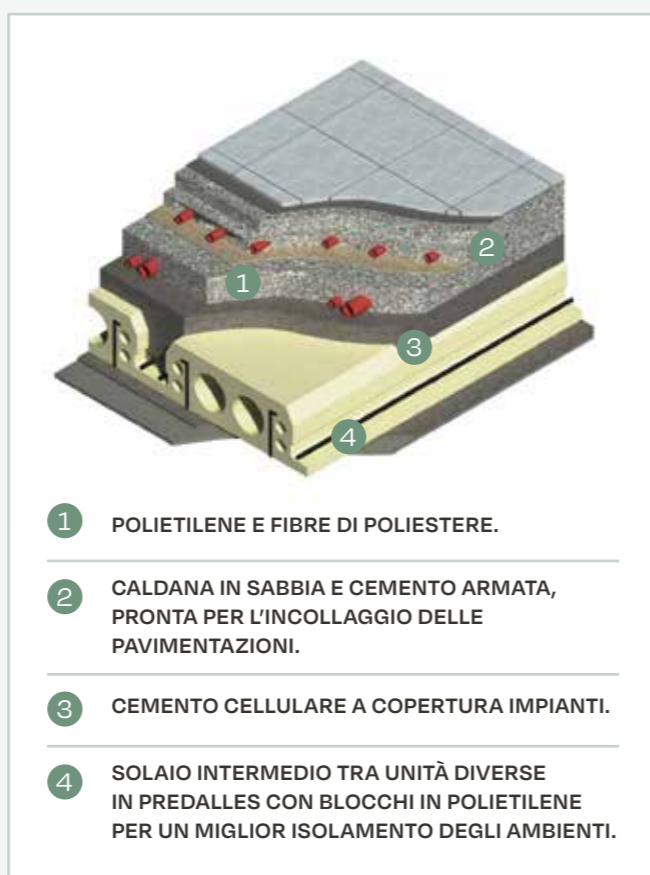 2
1
3
4
1 POLIETILENE E FIBRE DI POLIESTERE.
2 CALDANA IN SABBIA E CEMENTO ARMATA,
PRONTA PER L'INCOLLAGGIO DELLE
PAVIMENTAZIONI.
3 CEMENTO CELLULARE A COPERTURA IMPIANTI.
4 SOLAIO INTERMEDIO TRA UNITÀ DIVERSE
IN PREDALLES CON BLOCCHI IN POLIETILENE
PER UN MIGLIOR ISOLAMENTO DEGLI AMBIENTI.